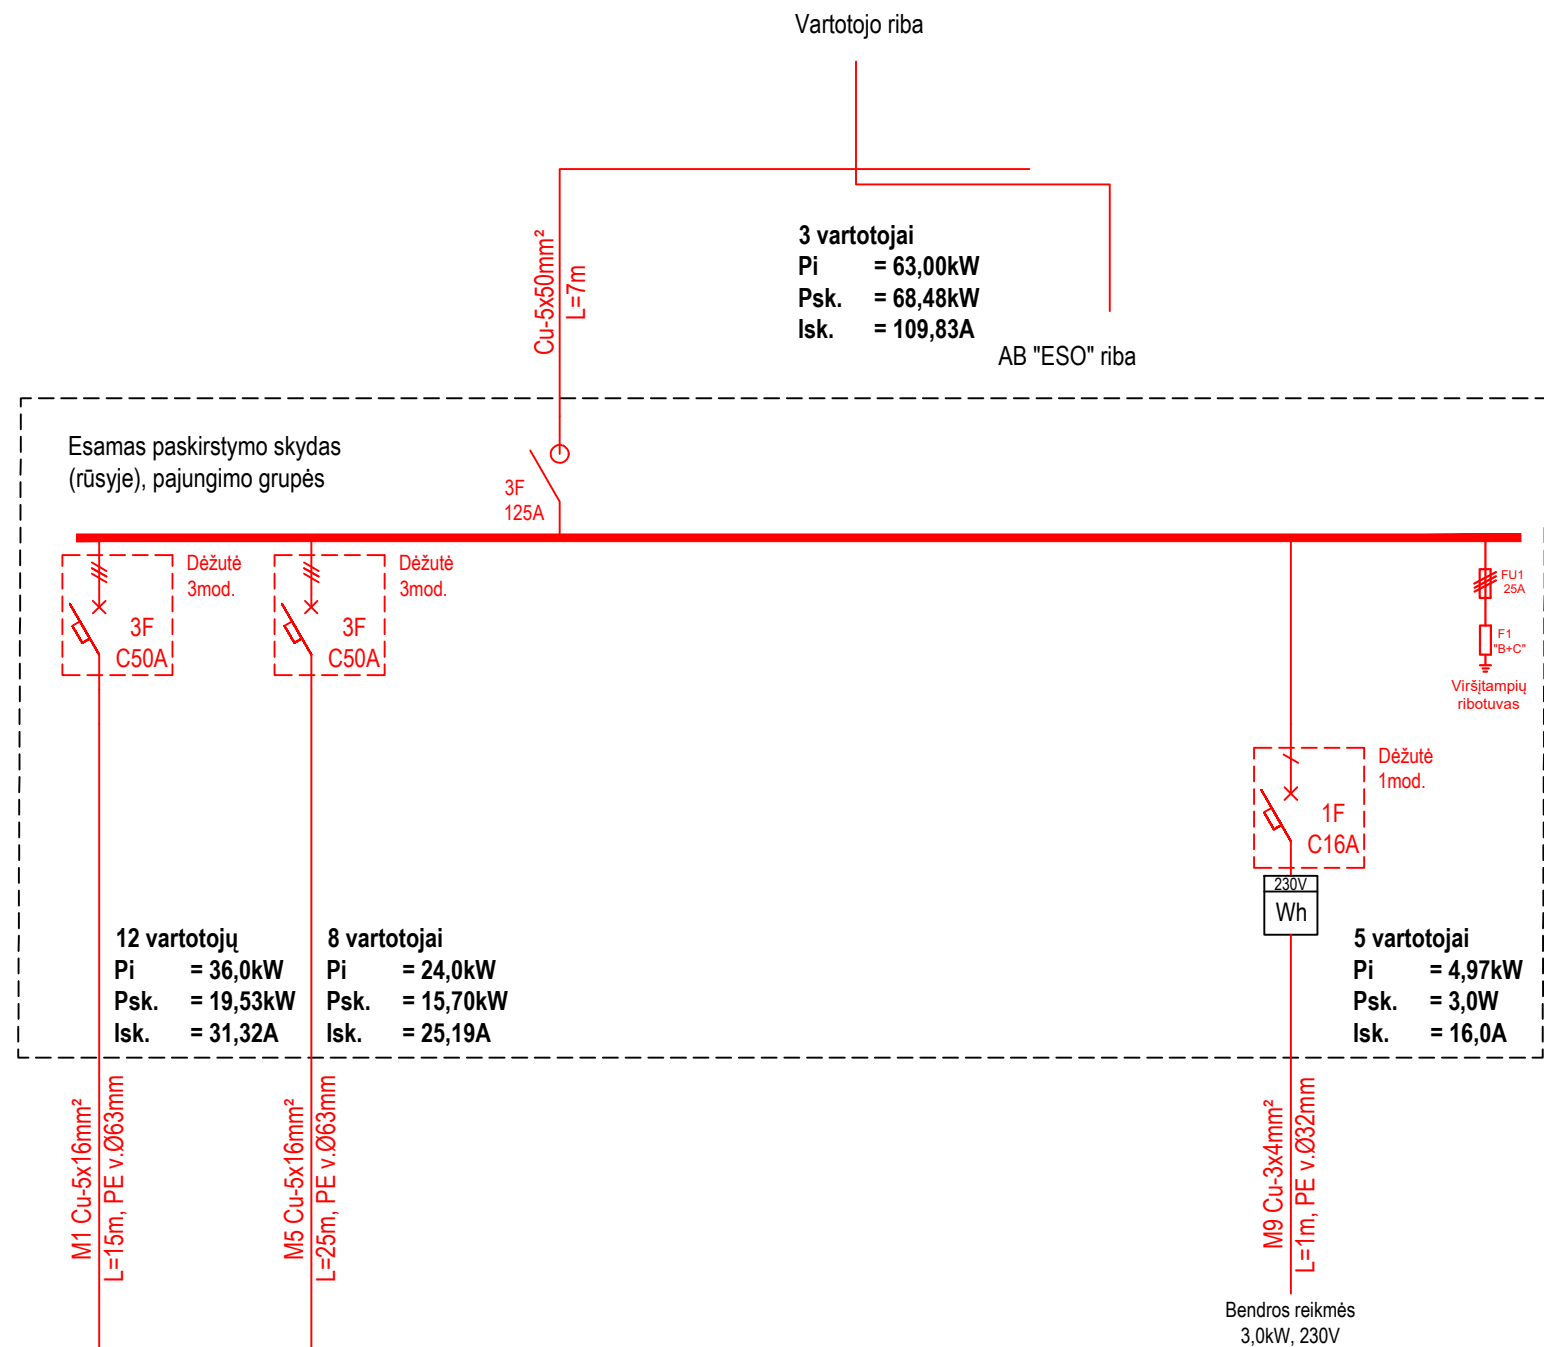 Vartotojo riba
Cu-5x50mm²
L=7m
3 vartotojai
Pi = 63,00kW
Psk. = 68,48kW
Isk. = 109,83A
AB "ESO" riba
Esamas paskirstymo skydas
(rūsyje), pajungimo grupės
3F
125A
Dėžutė
3mod.
3F
C50A
Dėžutė
3mod.
3F
C50A
FU1
25A
F1
"B+C"
Viršįtampių
ribotuvas
Dėžutė
1mod.
1F
C16A
230V
Wh
12 vartotojų
Pi = 36,0kW
Psk. = 19,53kW
Isk. = 31,32A
8 vartotojai
Pi = 24,0kW
Psk. = 15,70kW
Isk. = 25,19A
5 vartotojai
Pi = 4,97kW
Psk. = 3,0W
Isk. = 16,0A
M1 Cu-5x16mm²
L=15m, PE v.Ø63mm
M5 Cu-5x16mm²
L=25m, PE v.Ø63mm
M9 Cu-3x4mm²
L=1m, PE v.Ø32mm
Bendros reikmės
3,0kW, 230V